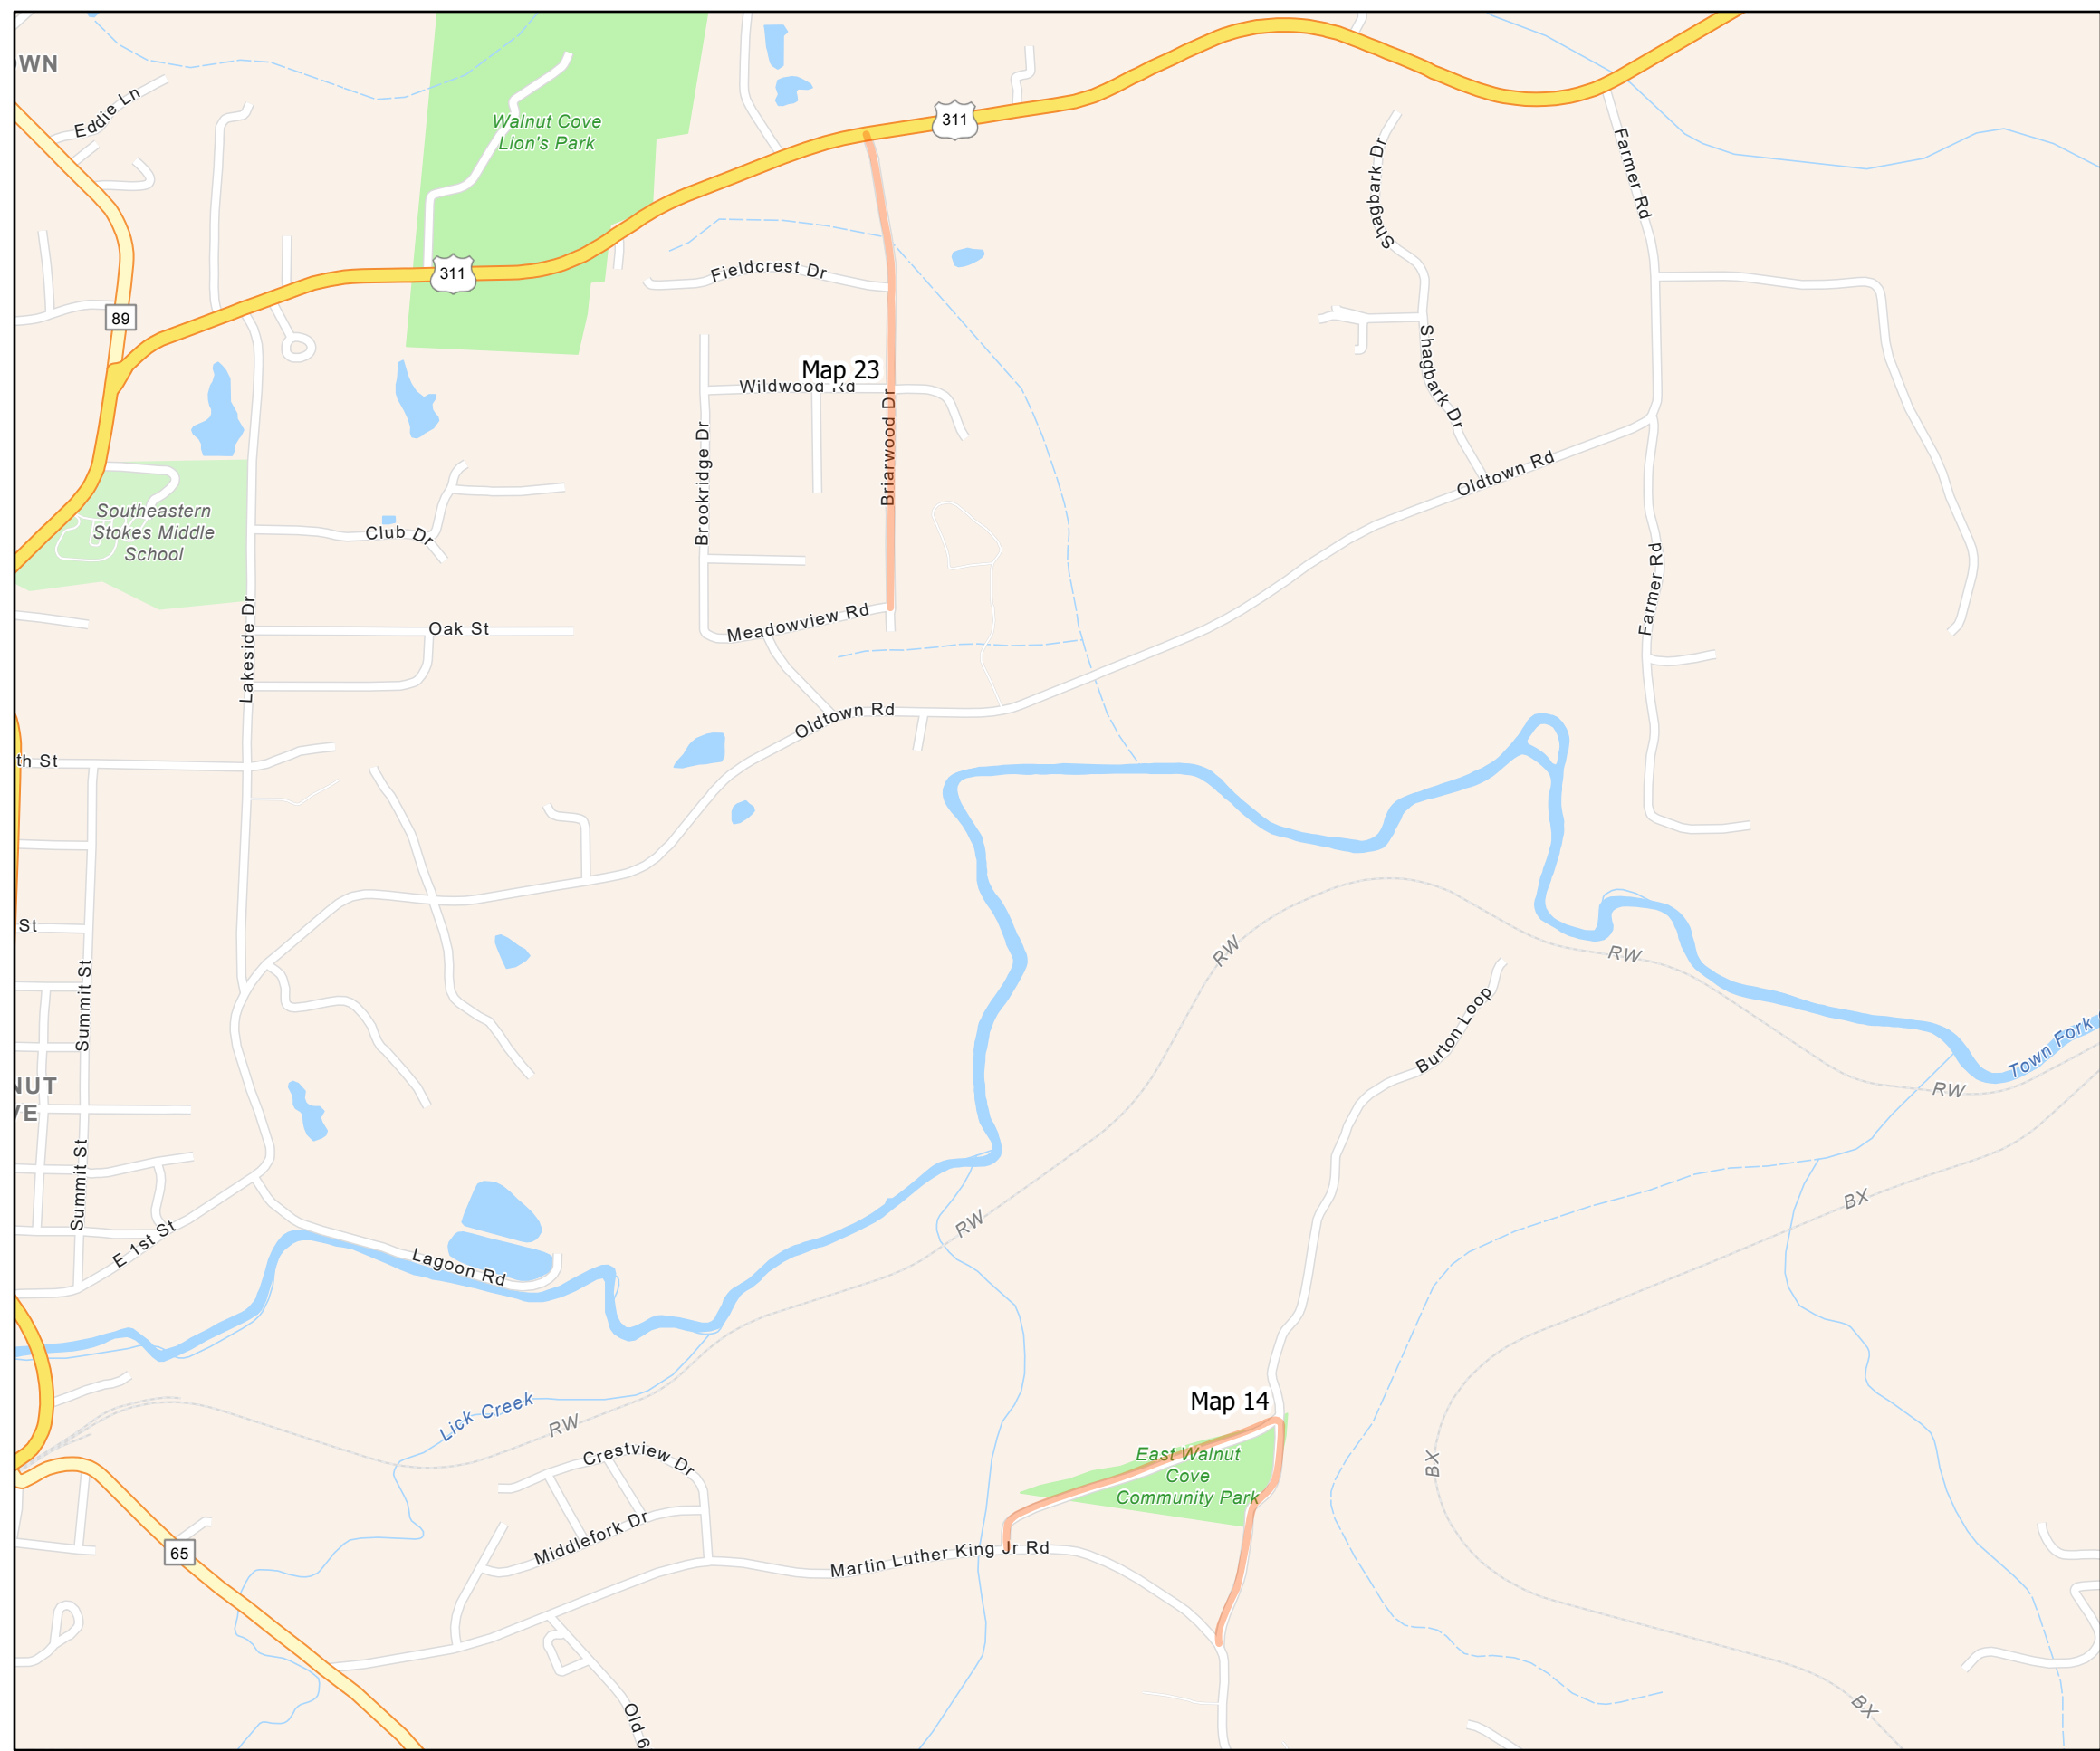 OWN
Eddie Ln
Walnut Cove
Lion's Park
311
Shagbark Dr
Farmer Rd
Fieldcrest Dr
311
89
Map 23
Wildwood Rd
Shagbark Dr
Briarwood Dr
Brookridge Dr
Oldtown Rd
Southeastern
Stokes Middle
School
Club Dr
Farmer Rd
Lakeside Dr
Oak St
Meadowview Rd
Oldtown Rd
th St
St
RW
RW
Summit St
Burton Loop
Town Fork
NUT
VE
RW
Summit St
BX
RW
E 1st St
Lagoon Rd
Map 14
Lick Creek
RW
Crestview Dr
East Walnut
Cove
Community Park
BX
Middlefork Dr
65
Martin Luther King Jr Rd
Old 6
BX